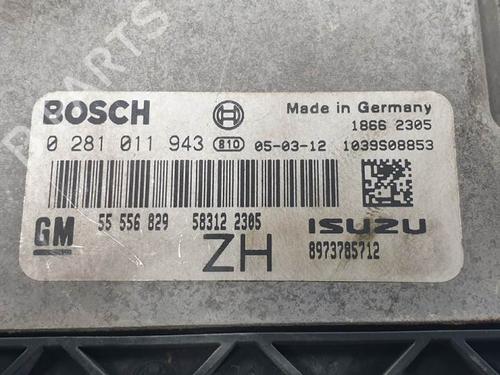 PARTS
BOSCH
Made in Germany
1866 2305
0 281 011 943 810 05-03-12 1039S08853
GM
55 556 829 58312 2305
ISUZU
ZH
8973785712